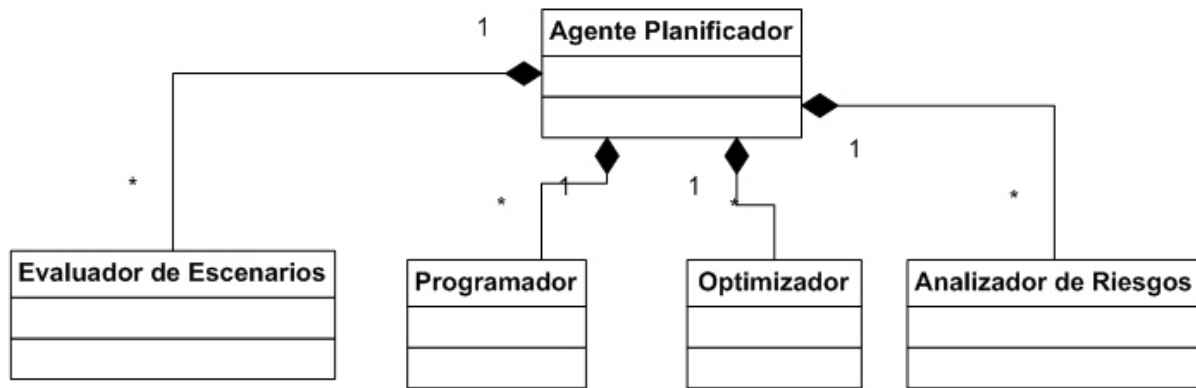 Agente Planificador
1
1
*
1
1
*
*
*
Evaluador de Escenarios
Programador
Optimizador
Analizador de Riesgos